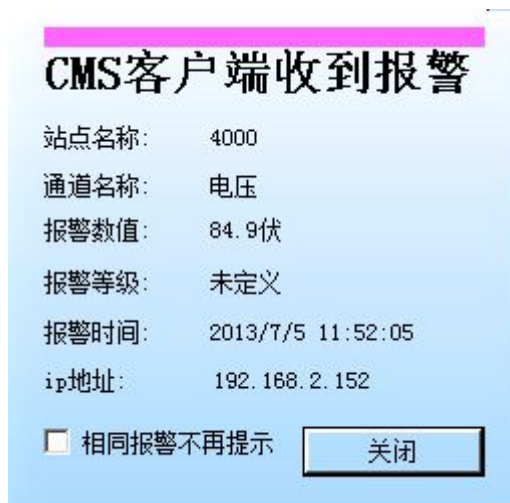 CMS客户端收到报警
站点名称: 4000
通道名称: 电压
报警数值: 84.9伏
报警等级: 未定义
报警时间: 2013/7/5 11:52:05
ip地址: 192.168.2.152
相同报警不再提示 关闭